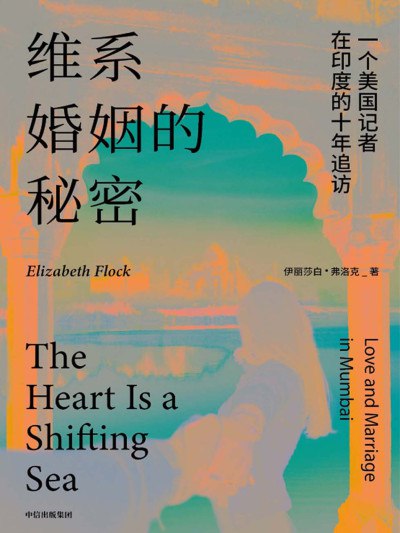 维系
婚姻的
秘密
一个美国记者
在印度的十年追访
Elizabeth Flock
伊丽莎白·弗洛克_著
The
Heart Is a
Shifting
Sea
Love and Marriage
in Mumbai
中信出版集团